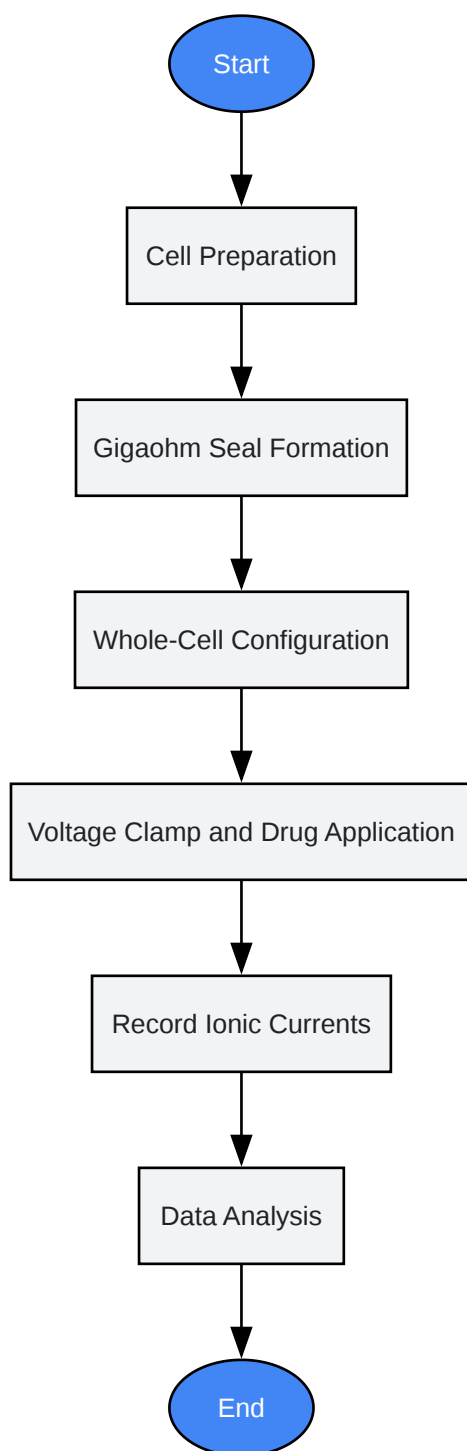 Start
Cell Preparation
Gigaohm Seal Formation
Whole-Cell Configuration
Voltage Clamp and Drug Application
Record Ionic Currents
Data Analysis
End